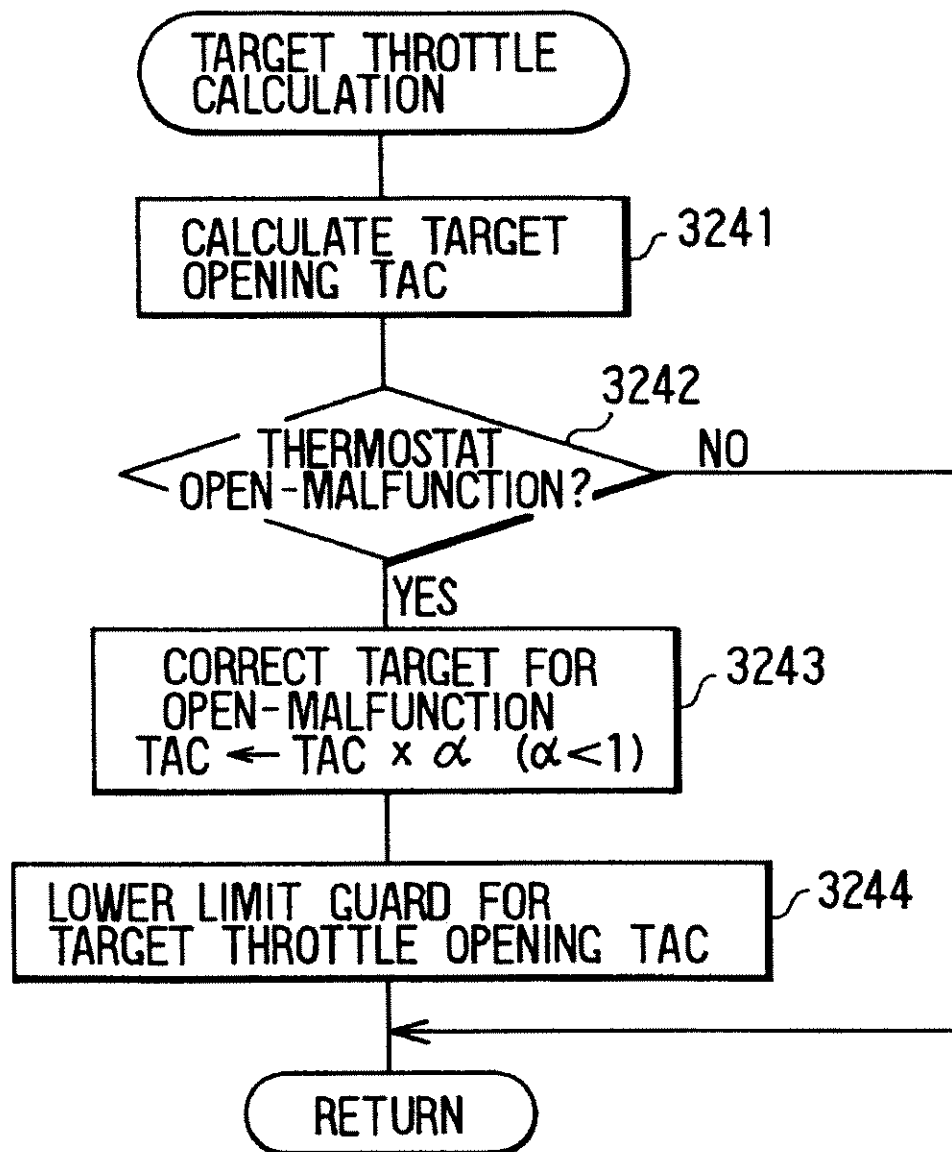 TARGET THROTTLE
CALCULATION
CALCULATE TARGET
OPENING TAC
3241
3242
THERMOSTAT
OPEN-MALFUNCTION?
NO
YES
CORRECT TARGET FOR
OPEN-MALFUNCTION
TAC ← TAC × α (α<1)
3243
LOWER LIMIT GUARD FOR
TARGET THROTTLE OPENING TAC
3244
RETURN